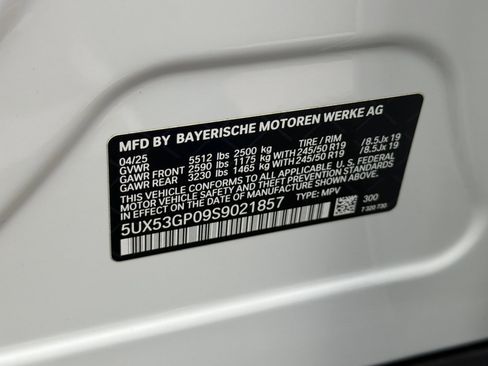 MFD BY BAYERISCHE MOTOREN WERKE AG
04/25 5512 lbs 2500 kg TIRE / RIM
GVWR
GAWR FRONT 2590 lbs 1175 kg with 245/50 R19 /8.5Jx 19
GAWR REAR 3230 lbs 1465 kg with 245/50 R19 /8.5Jx 19
THIS VEHICLE CONFORMS TO ALL APPLICABLE U. S. FEDERAL
MOTOR VEHICLE SAFETY AND THEFT PREVENTION STANDARDS
IN EFFECT ON THE DATE OF MANUFACTURE SHOWN ABOVE.
5UX53GP09S9021857 TYPE: MPV
300
T 320 730.